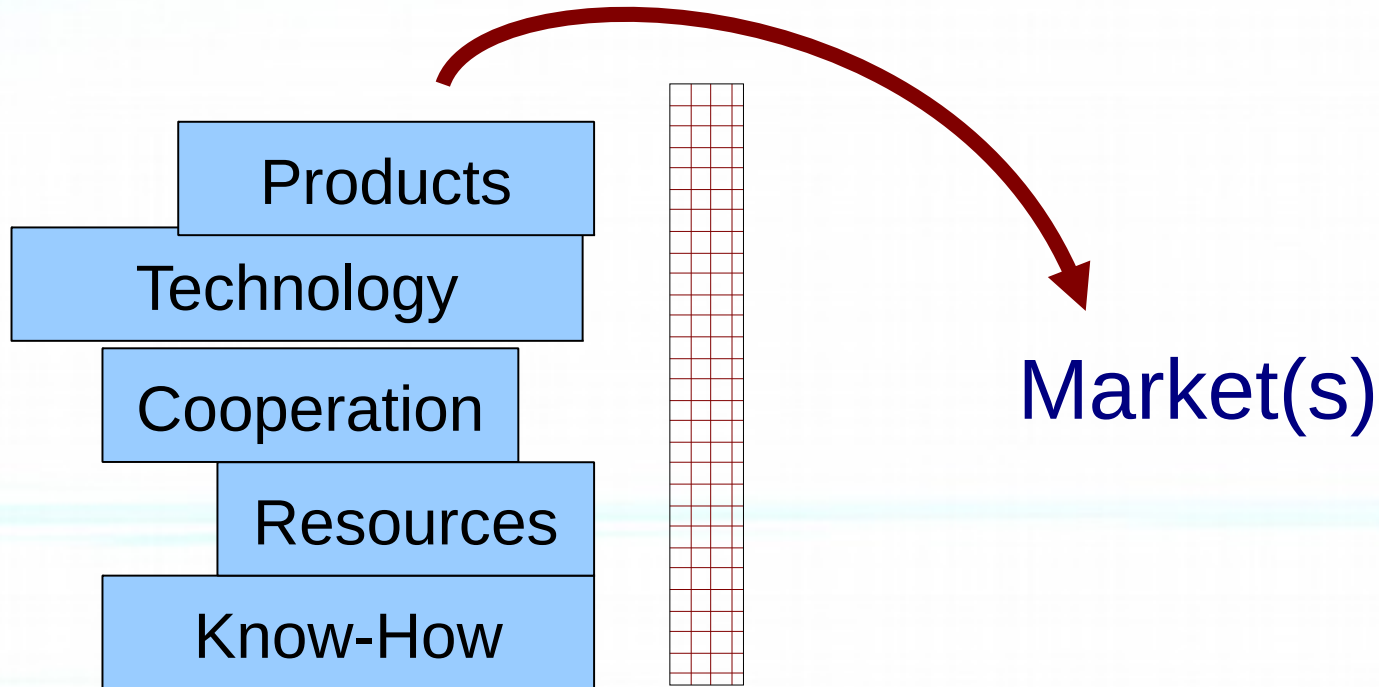 Products
Technology
Cooperation
Market(s)
Resources
Know-How